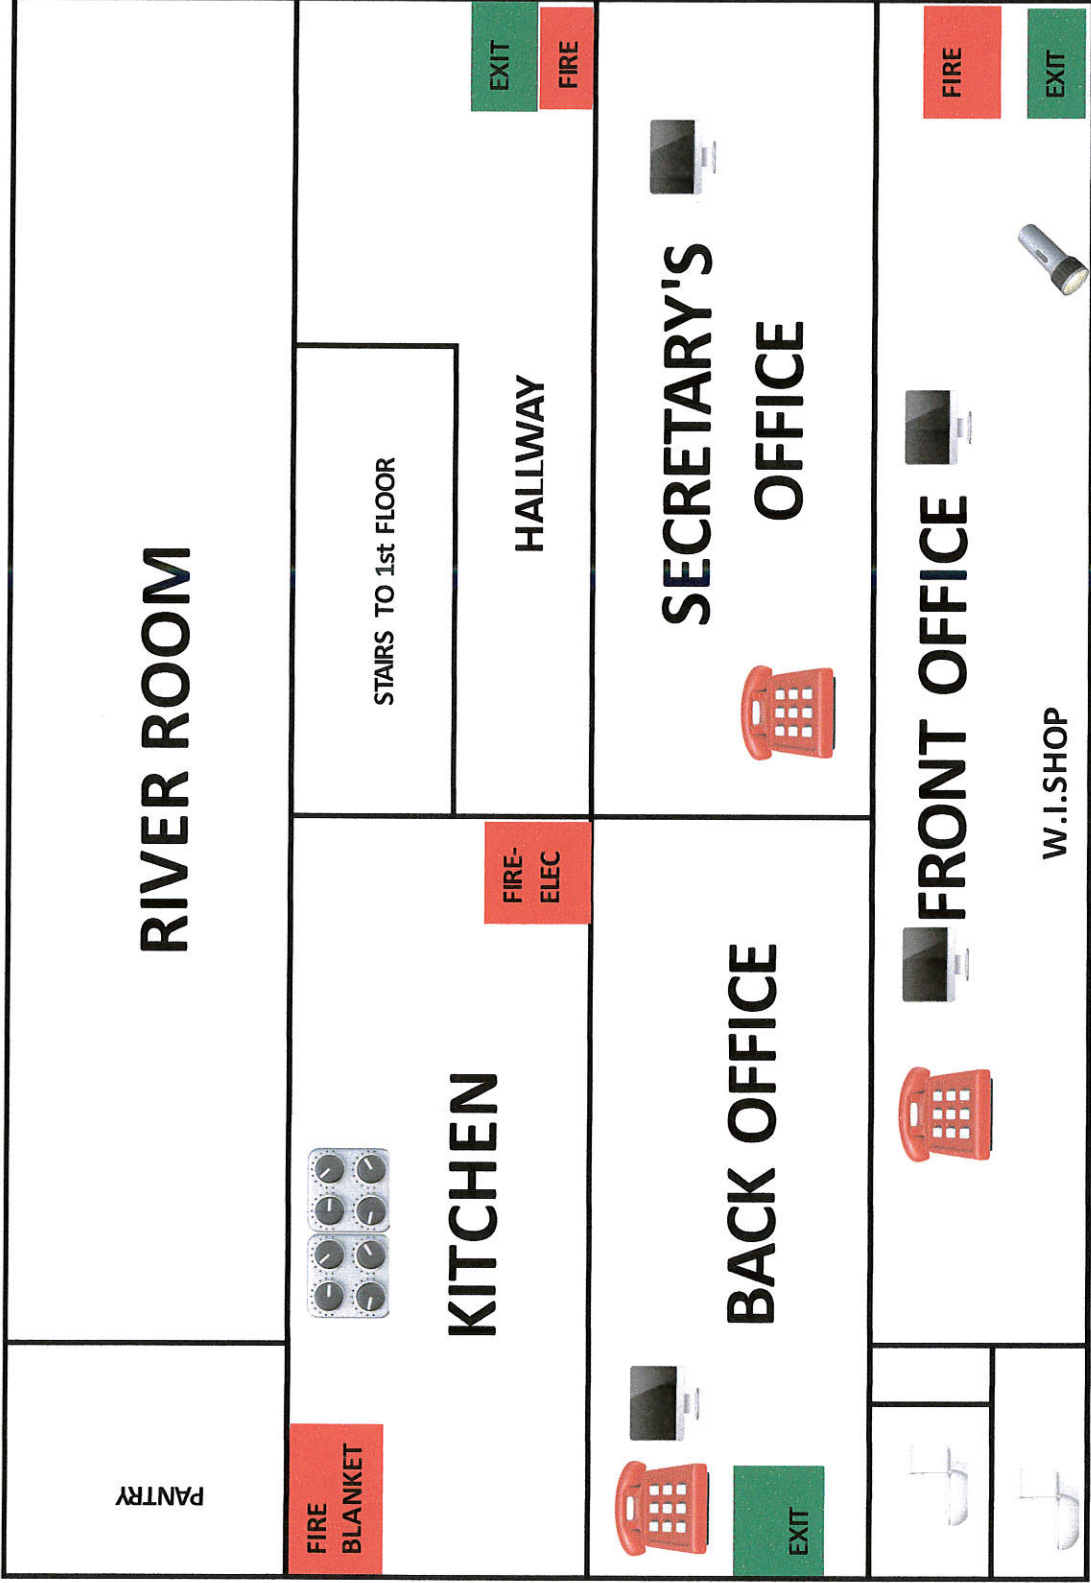 PANTRY
RIVER ROOM
FIRE
BLANKET
KITCHEN
FIRE-
ELEC
STAIRS TO 1st FLOOR
HALLWAY
EXIT
FIRE
EXIT
BACK OFFICE
SECRETARY'S
OFFICE
FRONT OFFICE
W.I.SHOP
FIRE
EXIT